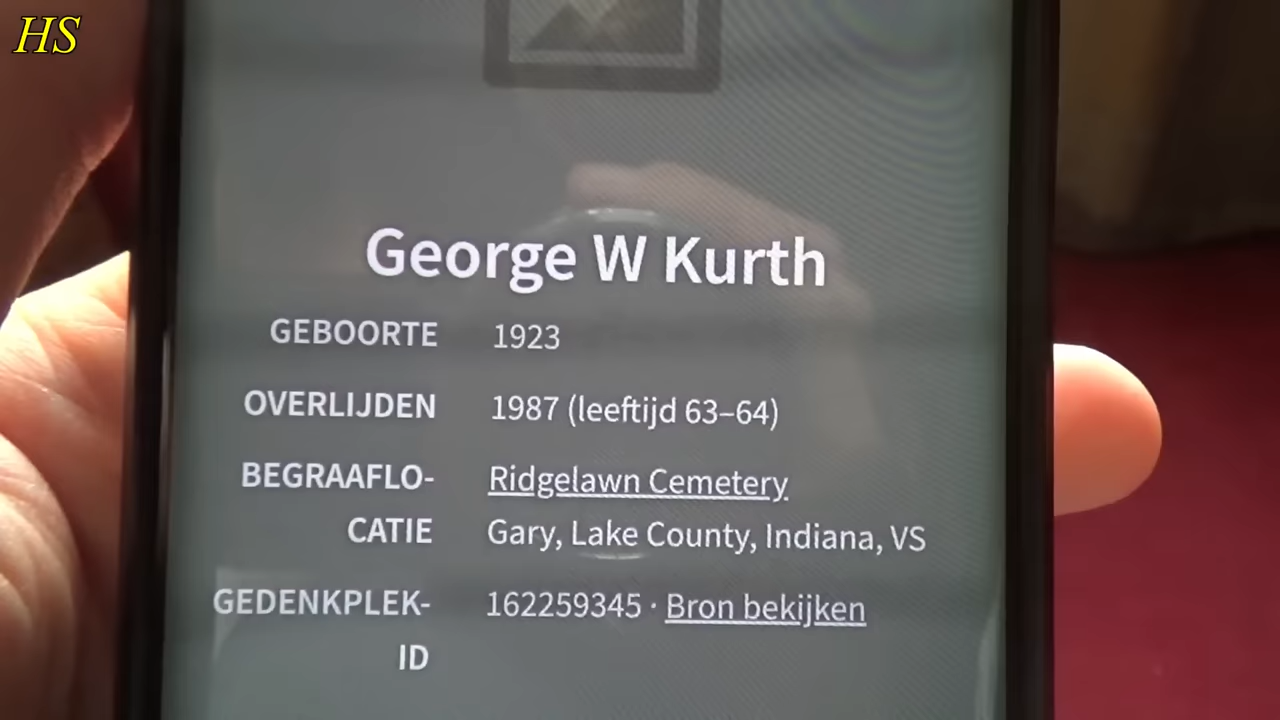 HS
George W Kurth
GEBOORTE 1923
OVERLIJDEN 1987 (leeftijd 63–64)
BEGRAAFLO- Ridgelawn Cemetery
CATIE Gary, Lake County, Indiana, VS
GEDENKPLEK- 162259345 · Bron bekijken
ID